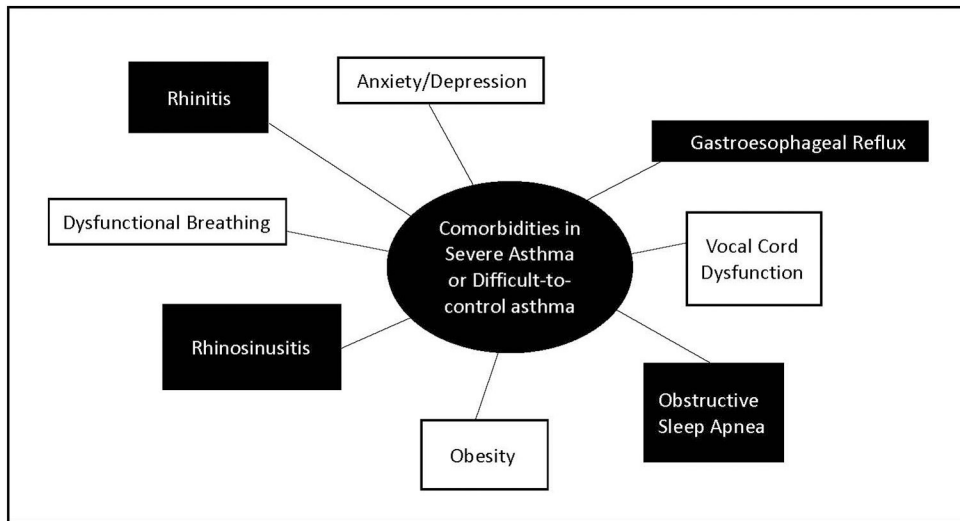 Anxiety/Depression
Rhinitis
Gastroesophageal Reflux
Dysfunctional Breathing
Comorbidities in
Severe Asthma
or Difficult-to-
control asthma
Vocal Cord
Dysfunction
Rhinosinusitis
Obstructive
Sleep Apnea
Obesity